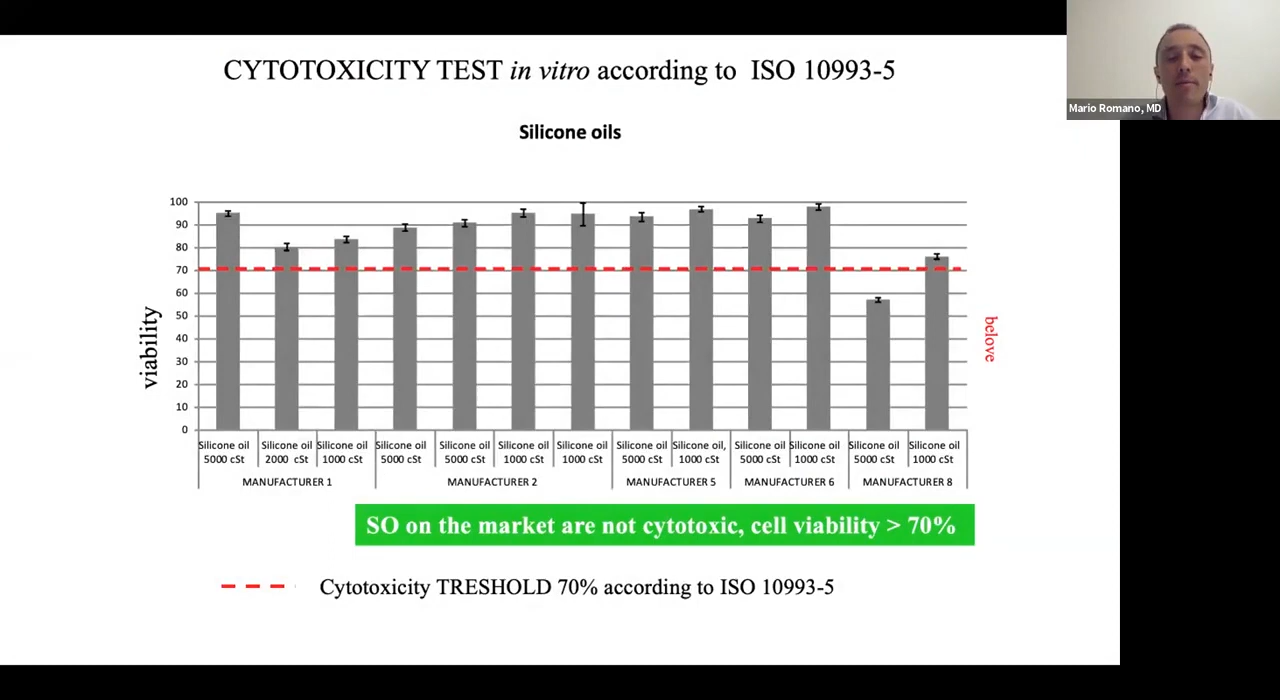 CYTOTOXICITY TEST in vitro according to ISO 10993-5
Mario Romano, MD
Silicone oils
100
90
80
70
60
50
40
30
20
10
0
viability
belove
Silicone oil 5000 cSt
Silicone oil 2000 cSt
Silicone oil 1000 cSt
Silicone oil 5000 cSt
Silicone oil 5000 cSt
Silicone oil 1000 cSt
Silicone oil 1000 cSt
Silicone oil 5000 cSt
Silicone oil, 1000 cSt
Silicone oil 5000 cSt
Silicone oil 1000 cSt
Silicone oil 5000 cSt
Silicone oil 1000 cSt
MANUFACTURER 1
MANUFACTURER 2
MANUFACTURER 5
MANUFACTURER 6
MANUFACTURER 8
SO on the market are not cytotoxic, cell viability > 70%
Cytotoxicity TRESHOLD 70% according to ISO 10993-5